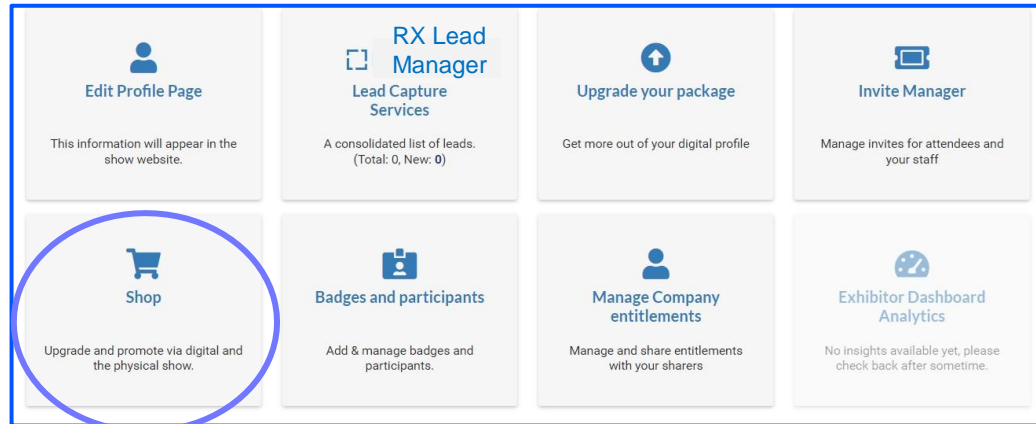 Edit Profile Page
This information will appear in the
show website.
RX Lead
Manager
Lead Capture
Services
A consolidated list of leads.
(Total: 0, New: 0)
Upgrade your package
Get more out of your digital profile
Invite Manager
Manage invites for attendees and
your staff
Shop
Upgrade and promote via digital and
the physical show.
Badges and participants
Add & manage badges and
participants.
Manage Company
entitlements
Manage and share entitlements
with your sharers
Exhibitor Dashboard
Analytics
No insights available yet, please
check back after sometime.